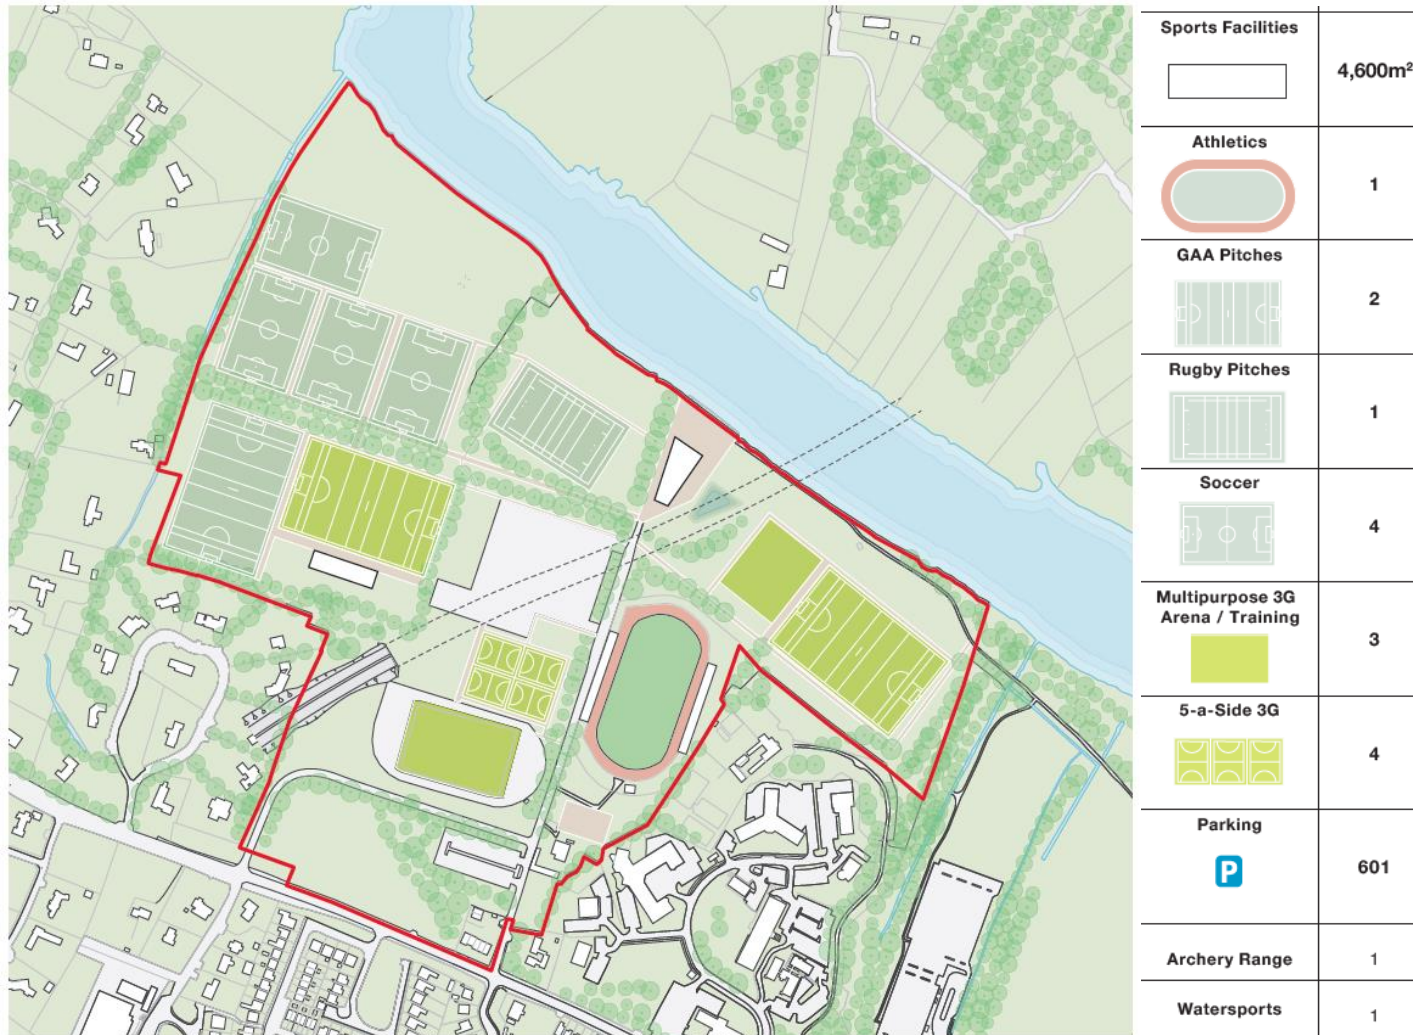 Sports Facilities
4,600m²
Athletics
1
GAA Pitches
2
Rugby Pitches
1
Soccer
4
Multipurpose 3G
Arena / Training
3
5-a-Side 3G
4
Parking
P
601
Archery Range
1
Watersports
1